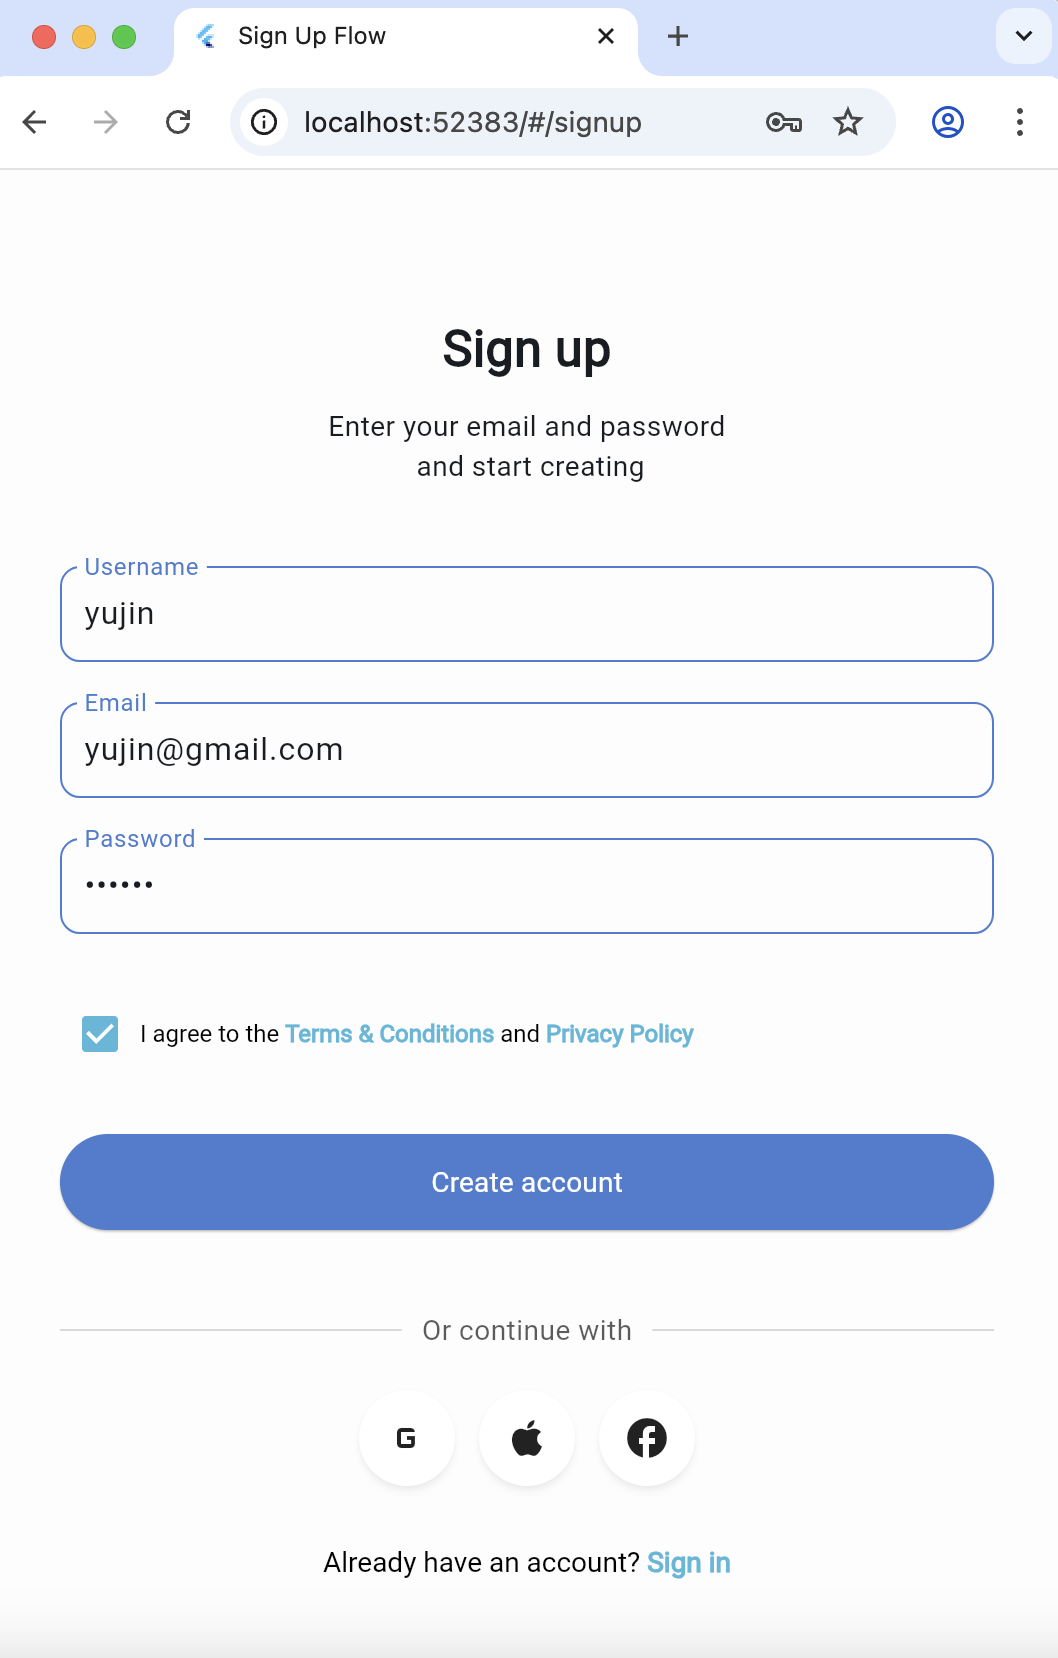 Sign Up Flow
localhost:52383/#/signup
Sign up
Enter your email and password
and start creating
Username
yujin
Email
yujin@gmail.com
Password
••••••
I agree to the Terms & Conditions and Privacy Policy
Create account
Or continue with
G
Already have an account? Sign in